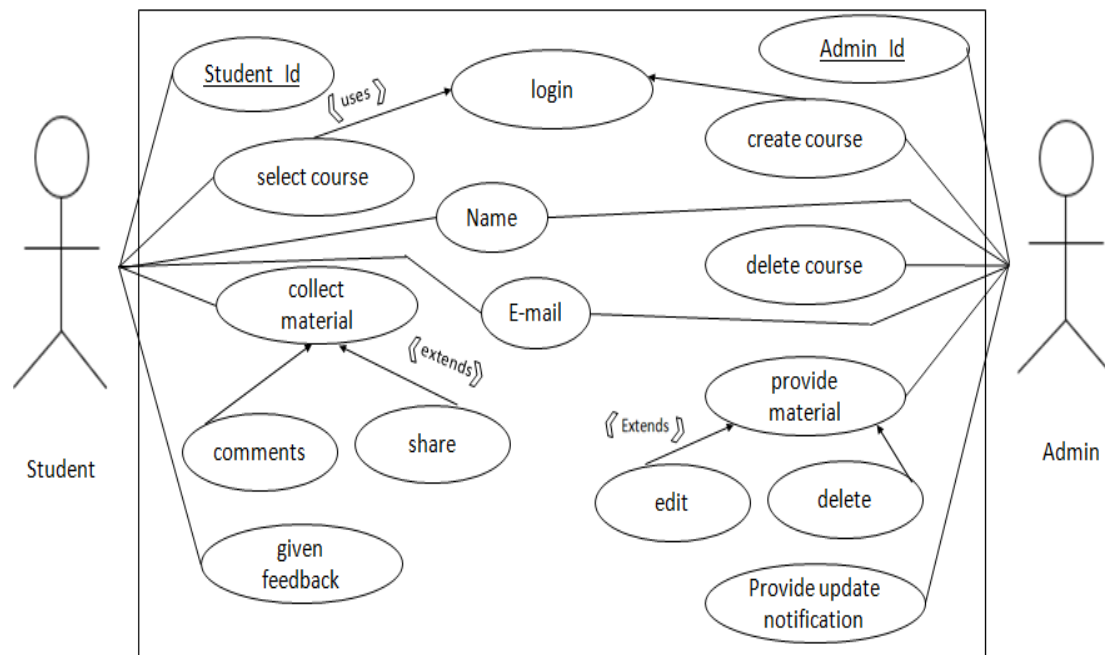 Student_Id
Admin_Id
login
《 uses 》
create course
select course
Name
delete course
collect
material
E-mail
《extends》
provide
material
《 Extends 》
comments
share
Student
Admin
edit
delete
given
feedback
Provide update
notification